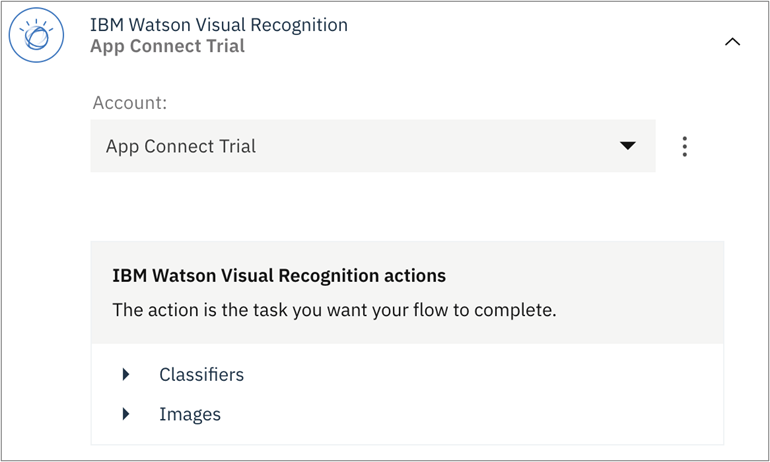 IBM Watson Visual Recognition
App Connect Trial
Account:
App Connect Trial
IBM Watson Visual Recognition actions
The action is the task you want your flow to complete.
Classifiers
Images